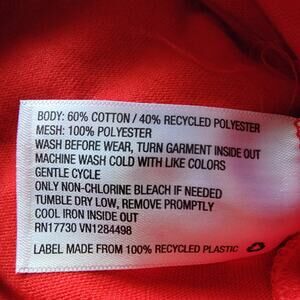 BODY: 60% COTTON / 40% RECYCLED POLYESTER
MESH: 100% POLYESTER
WASH BEFORE WEAR, TURN GARMENT INSIDE OUT
MACHINE WASH COLD WITH LIKE COLORS
GENTLE CYCLE
ONLY NON-CHLORINE BLEACH IF NEEDED
TUMBLE DRY LOW, REMOVE PROMPTLY
COOL IRON INSIDE OUT
RN17730 VN1284498
LABEL MADE FROM 100% RECYCLED PLASTIC